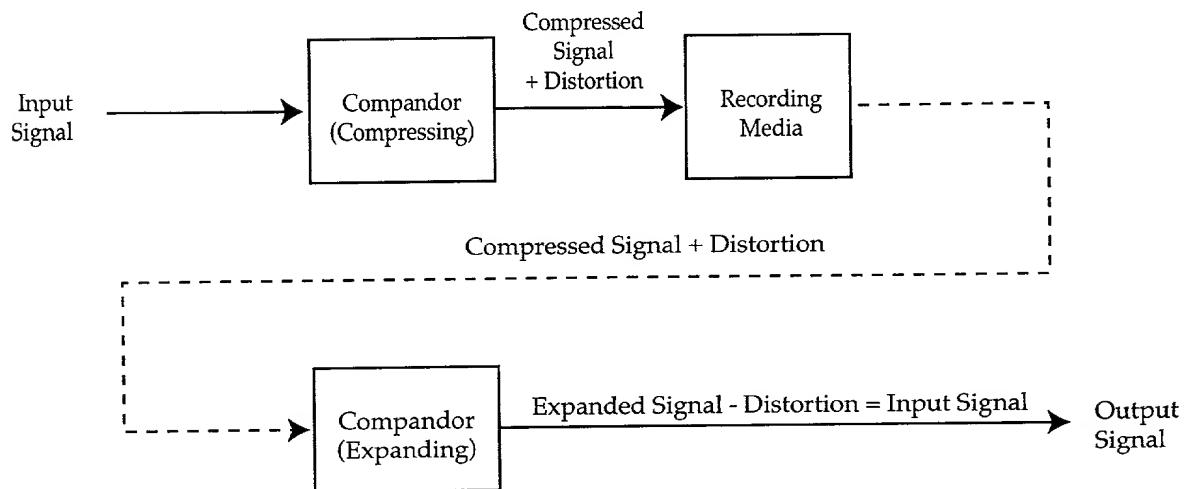 Input
Signal
Compandor
(Compressing)
Compressed
Signal
+ Distortion
Recording
Media
Compressed Signal + Distortion
Compandor
(Expanding)
Expanded Signal - Distortion = Input Signal
Output
Signal